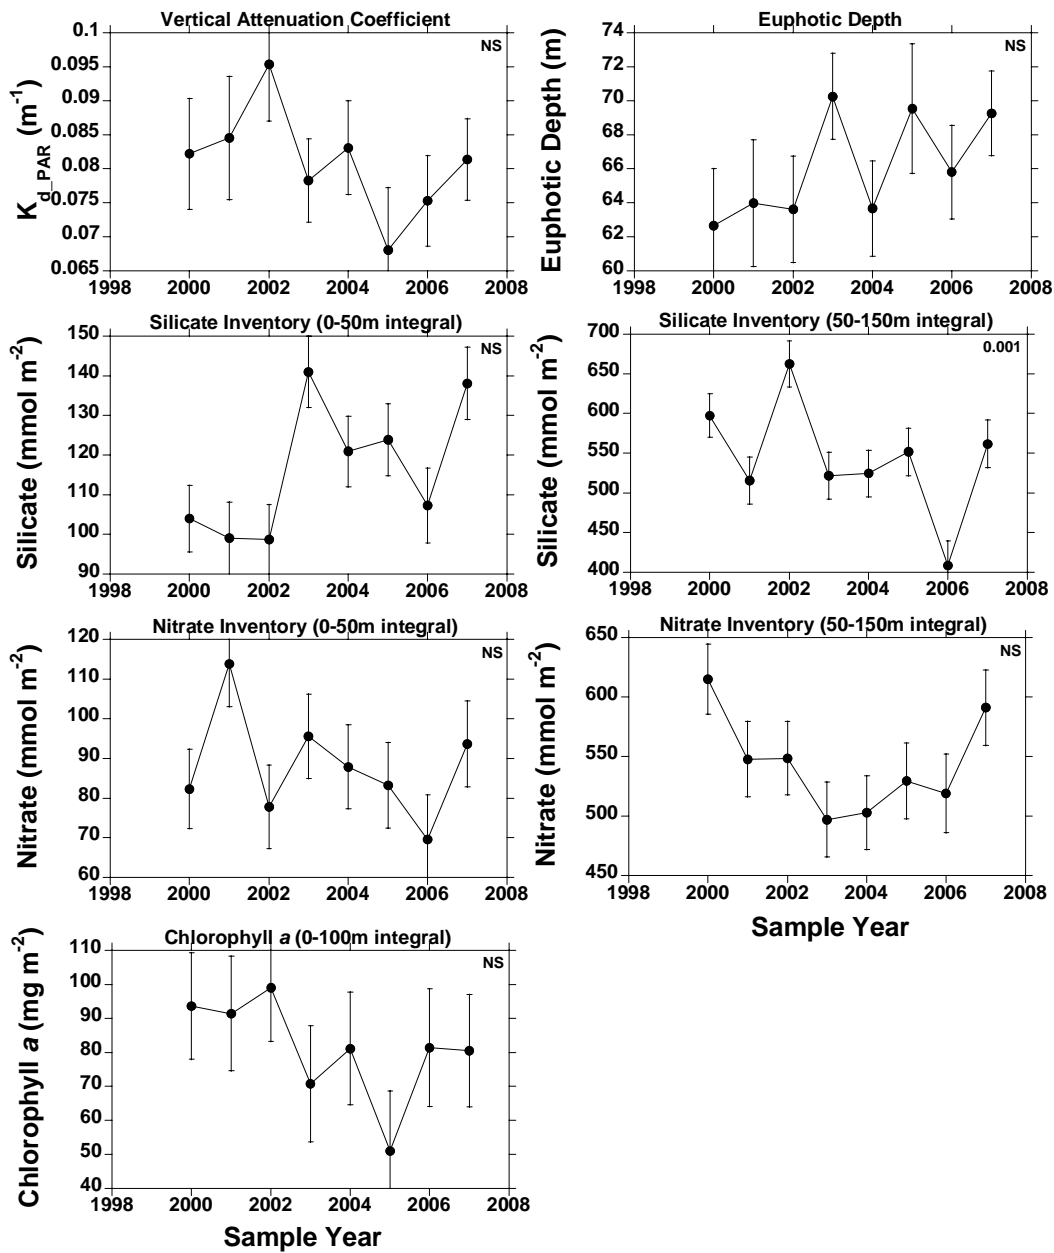 Vertical Attenuation Coefficient
NS
K_d_PAR (m⁻¹)
0.1
0.095
0.09
0.085
0.08
0.075
0.07
0.065
1998 2000 2002 2004 2006 2008
Euphotic Depth
NS
Euphotic Depth (m)
74
72
70
68
66
64
62
60
1998 2000 2002 2004 2006 2008
Silicate Inventory (0-50m integral)
NS
Silicate (mmol m⁻²)
150
140
130
120
110
100
90
1998 2000 2002 2004 2006 2008
Silicate Inventory (50-150m integral)
0.001
Silicate (mmol m⁻²)
700
650
600
550
500
450
400
1998 2000 2002 2004 2006 2008
Nitrate Inventory (0-50m integral)
NS
Nitrate (mmol m⁻²)
120
110
100
90
80
70
60
1998 2000 2002 2004 2006 2008
Nitrate Inventory (50-150m integral)
NS
Nitrate (mmol m⁻²)
650
600
550
500
450
1998 2000 2002 2004 2006 2008
Sample Year
Chlorophyll a (0-100m integral)
NS
Chlorophyll a (mg m⁻²)
110
100
90
80
70
60
50
40
1998 2000 2002 2004 2006 2008
Sample Year